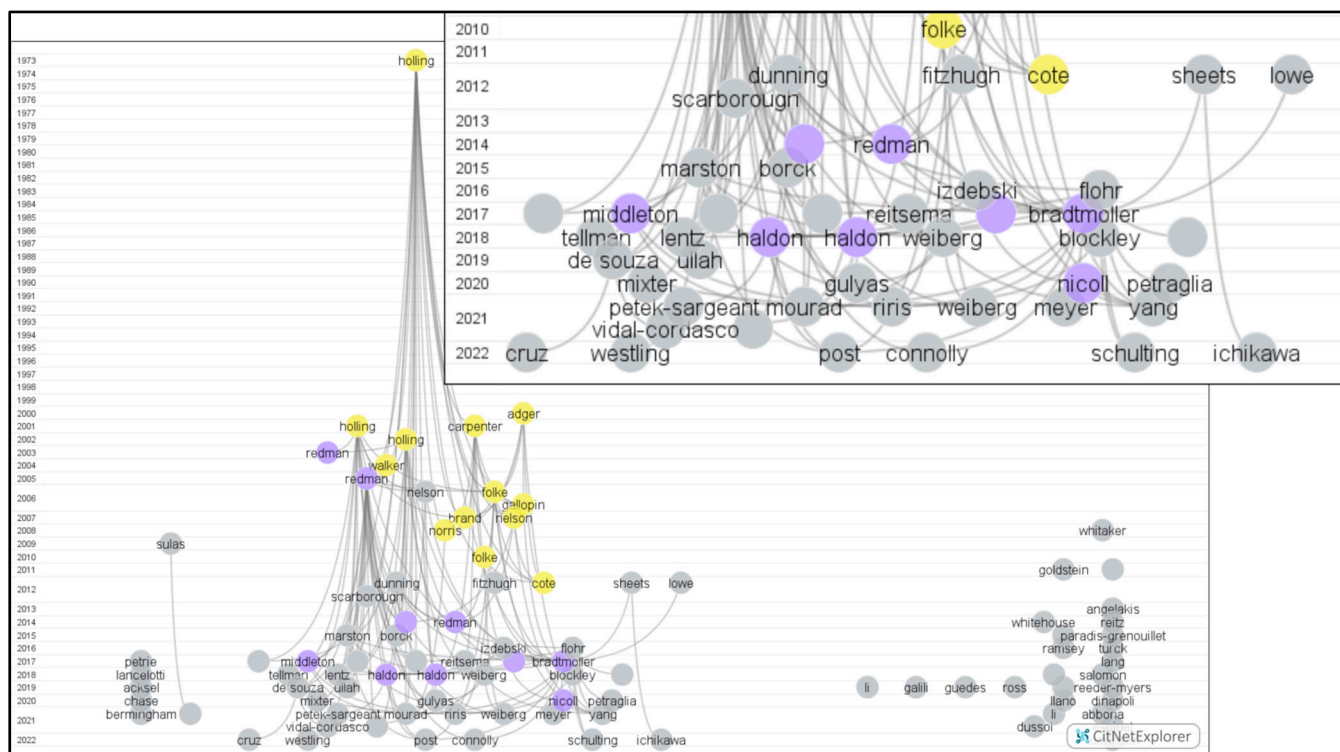 2010 folke
2011
dunning fitzhugh cote sheets lowe
2012
scarborough
2013
2014 redman
2015 marston borck
2016 izdebski flohr
2017 middleton reitsema bradtmoller
2018 tellman lentz haldon haldon weiberg blockley
2019 de souza uilah
2020 mixter gulyas nicoll petraglia
petek-sargeant mourad riris weiberg meyer yang
2021
vidal-cordasco
2022 cruz westling post connolly schulting ichikawa
1973 holling
1974
1975
1976
1977
1978
1979
1980
1981
1982
1983
1984
1985
1986
1987
1988
1989
1990
1991
1992
1993
1994
1995
1996
1997
1998
1999
2000 adger
2001 holling carpenter
2002 holling
2003 redman
2004 walker
2005 redman
nelson folke
2006 gallopin
2007 brand nelson
2008 norris whitaker
2009 sulas
2010 folke
2011 goldstein
dunning fitzhugh cote sheets lowe
2012
scarborough
2013 angelakis
2014 redman whitehouse reitz
2015 marston borck paradis-grenouillet
2016 izdebski flohr ramsey turck
2017 petrie middleton reitsema bradtmoller lang
2018 lancelotti tellman lentz haldon haldon weiberg blockley salomon
2019 acksel de souza uilah li galili guedes ross reeder-myers
2020 chase mixter gulyas nicoll petraglia llano dinapoli
bermingham petek-sargeant mourad riris weiberg meyer yang li abbona
2021
vidal-cordasco dussol
2022 cruz westling post connolly schulting ichikawa
CitNetExplorer